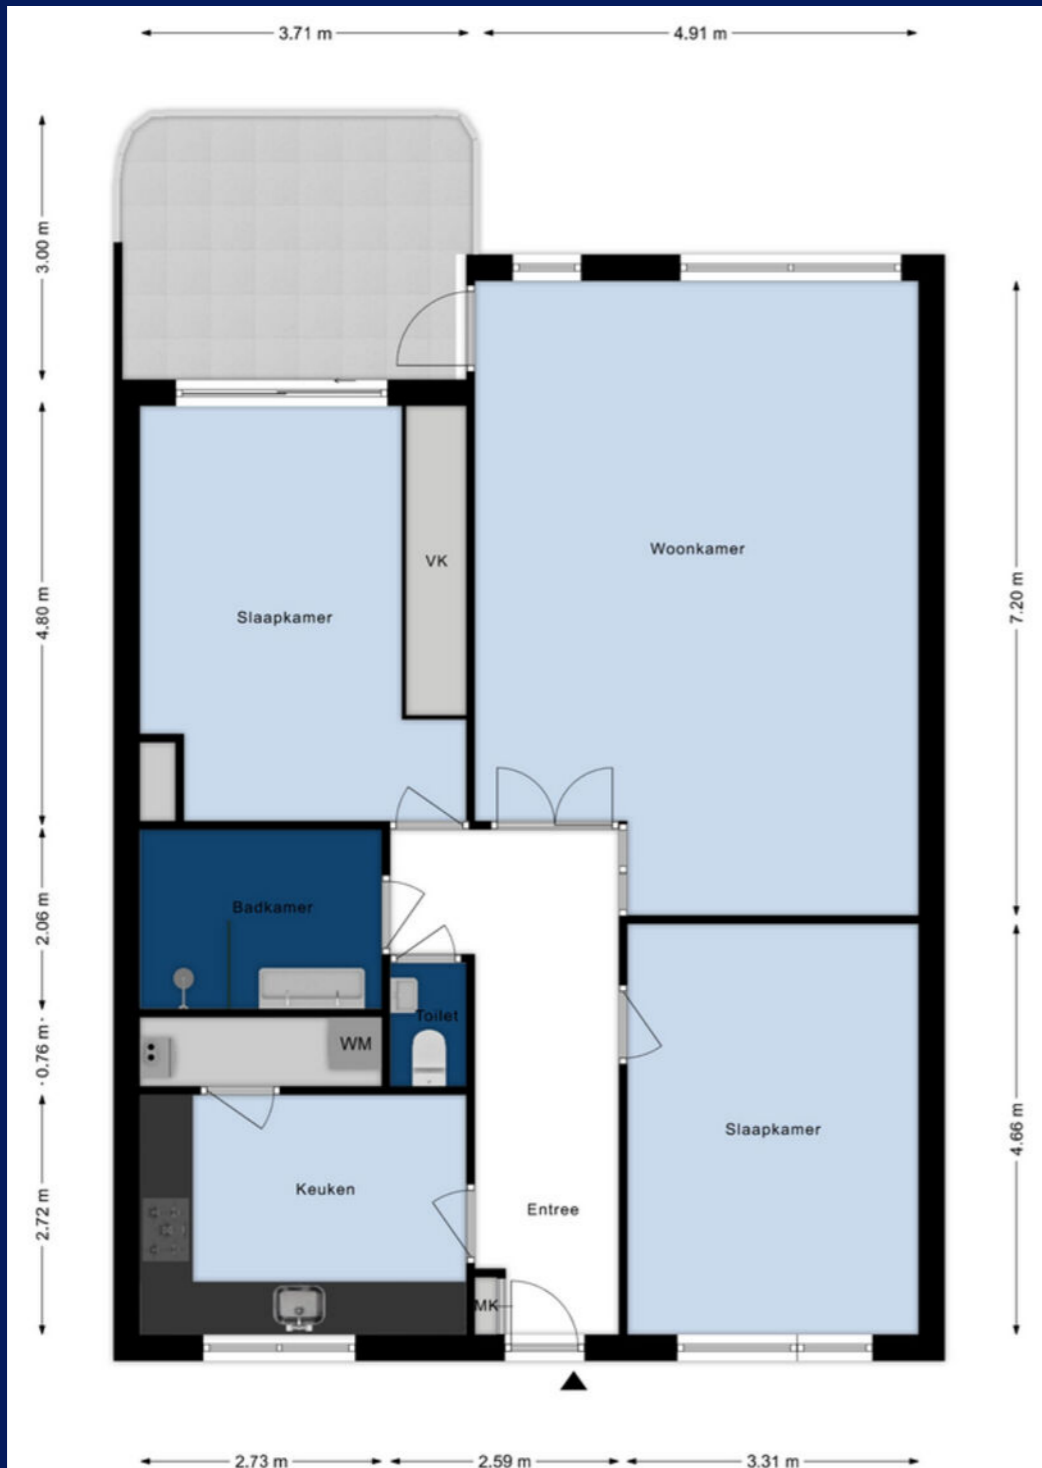 3.71 m
4.91 m
3.00 m
4.80 m
2.06 m
0.76 m
2.72 m
7.20 m
4.66 m
Woonkamer
VK
Slaapkamer
Badkamer
Toilet
WM
Slaapkamer
Keuken
Entree
MK
2.73 m
2.59 m
3.31 m